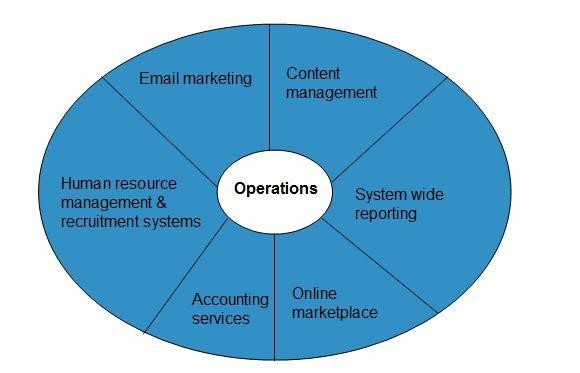 Email marketing
Content
management
Human resource
management &
recruitment systems
Operations
System wide
reporting
Accounting
services
Online
marketplace